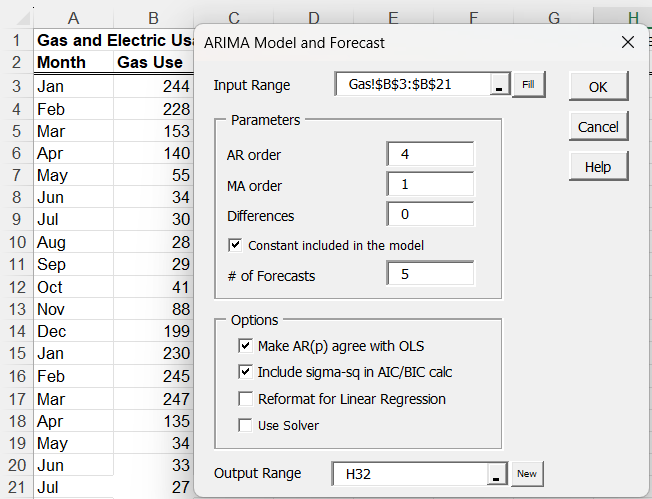 A B C D E F G H
1 Gas and Electric Usa
2 Month Gas Use
3 Jan 244
4 Feb 228
5 Mar 153
6 Apr 140
7 May 55
8 Jun 34
9 Jul 30
10 Aug 28
11 Sep 29
12 Oct 41
13 Nov 88
14 Dec 199
15 Jan 230
16 Feb 245
17 Mar 247
18 Apr 135
19 May 34
20 Jun 33
21 Jul 27
ARIMA Model and Forecast
Input Range Gas!$B$3:$B$21 Fill OK
Cancel
Help
Parameters
AR order 4
MA order 1
Differences 0
Constant included in the model
# of Forecasts 5
Options
Make AR(p) agree with OLS
Include sigma-sq in AIC/BIC calc
Reformat for Linear Regression
Use Solver
Output Range H32 New